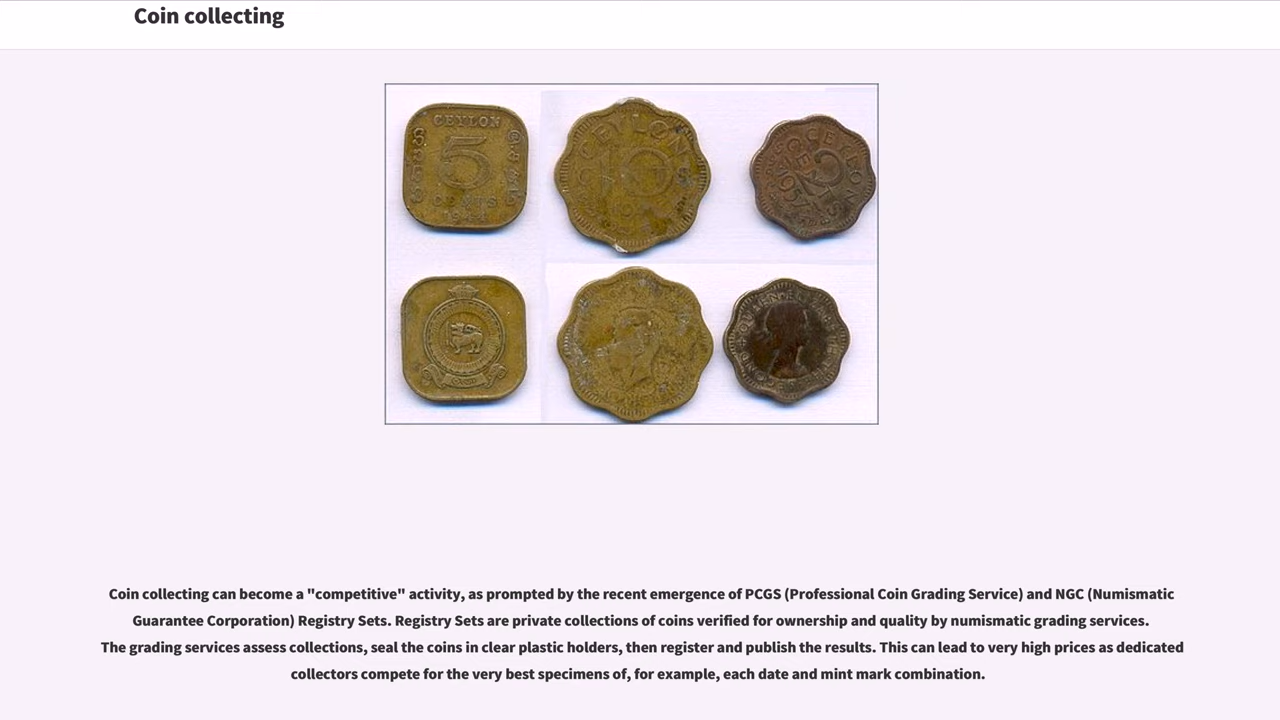 Coin collecting
CEYLON
5
CENTS
CEYLON
10
CEYLON
2
CENTS
1957
Coin collecting can become a "competitive" activity, as prompted by the recent emergence of PCGS (Professional Coin Grading Service) and NGC (Numismatic
Guarantee Corporation) Registry Sets. Registry Sets are private collections of coins verified for ownership and quality by numismatic grading services.
The grading services assess collections, seal the coins in clear plastic holders, then register and publish the results. This can lead to very high prices as dedicated
collectors compete for the very best specimens of, for example, each date and mint mark combination.